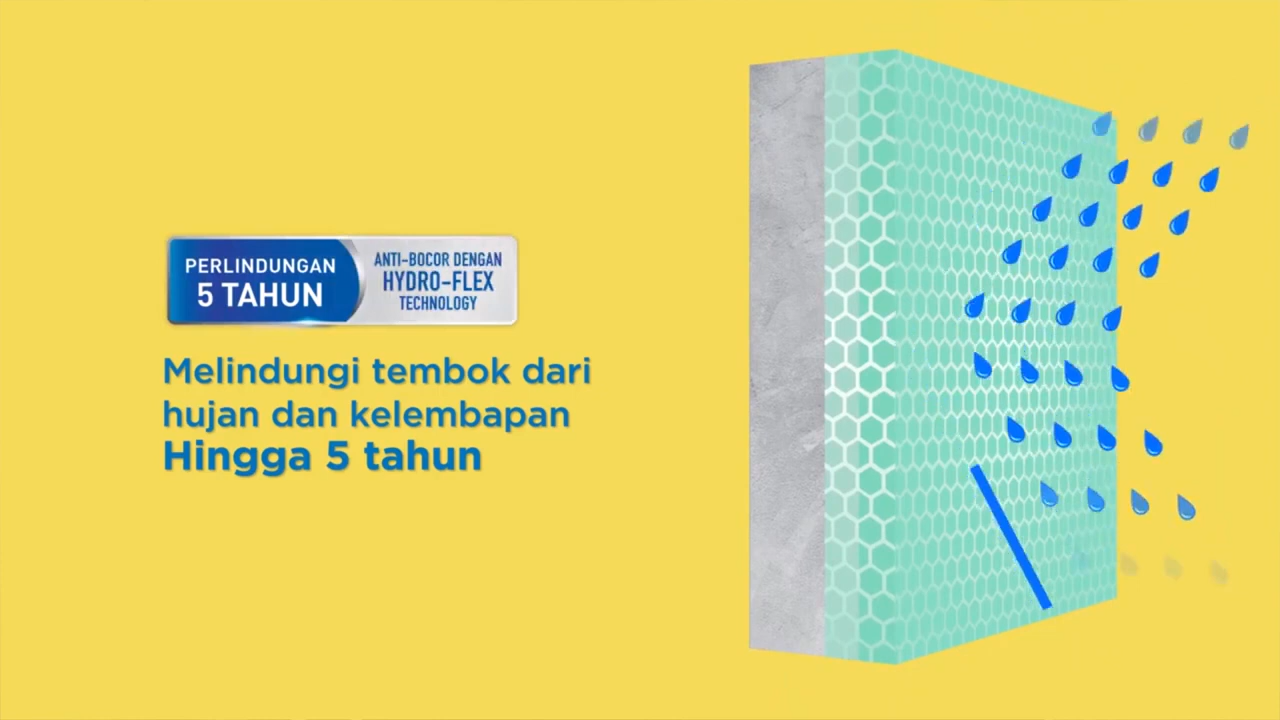 PERLINDUNGAN
5 TAHUN
ANTI-BOCOR DENGAN
HYDRO-FLEX
TECHNOLOGY
Melindungi tembok dari
hujan dan kelembapan
Hingga 5 tahun